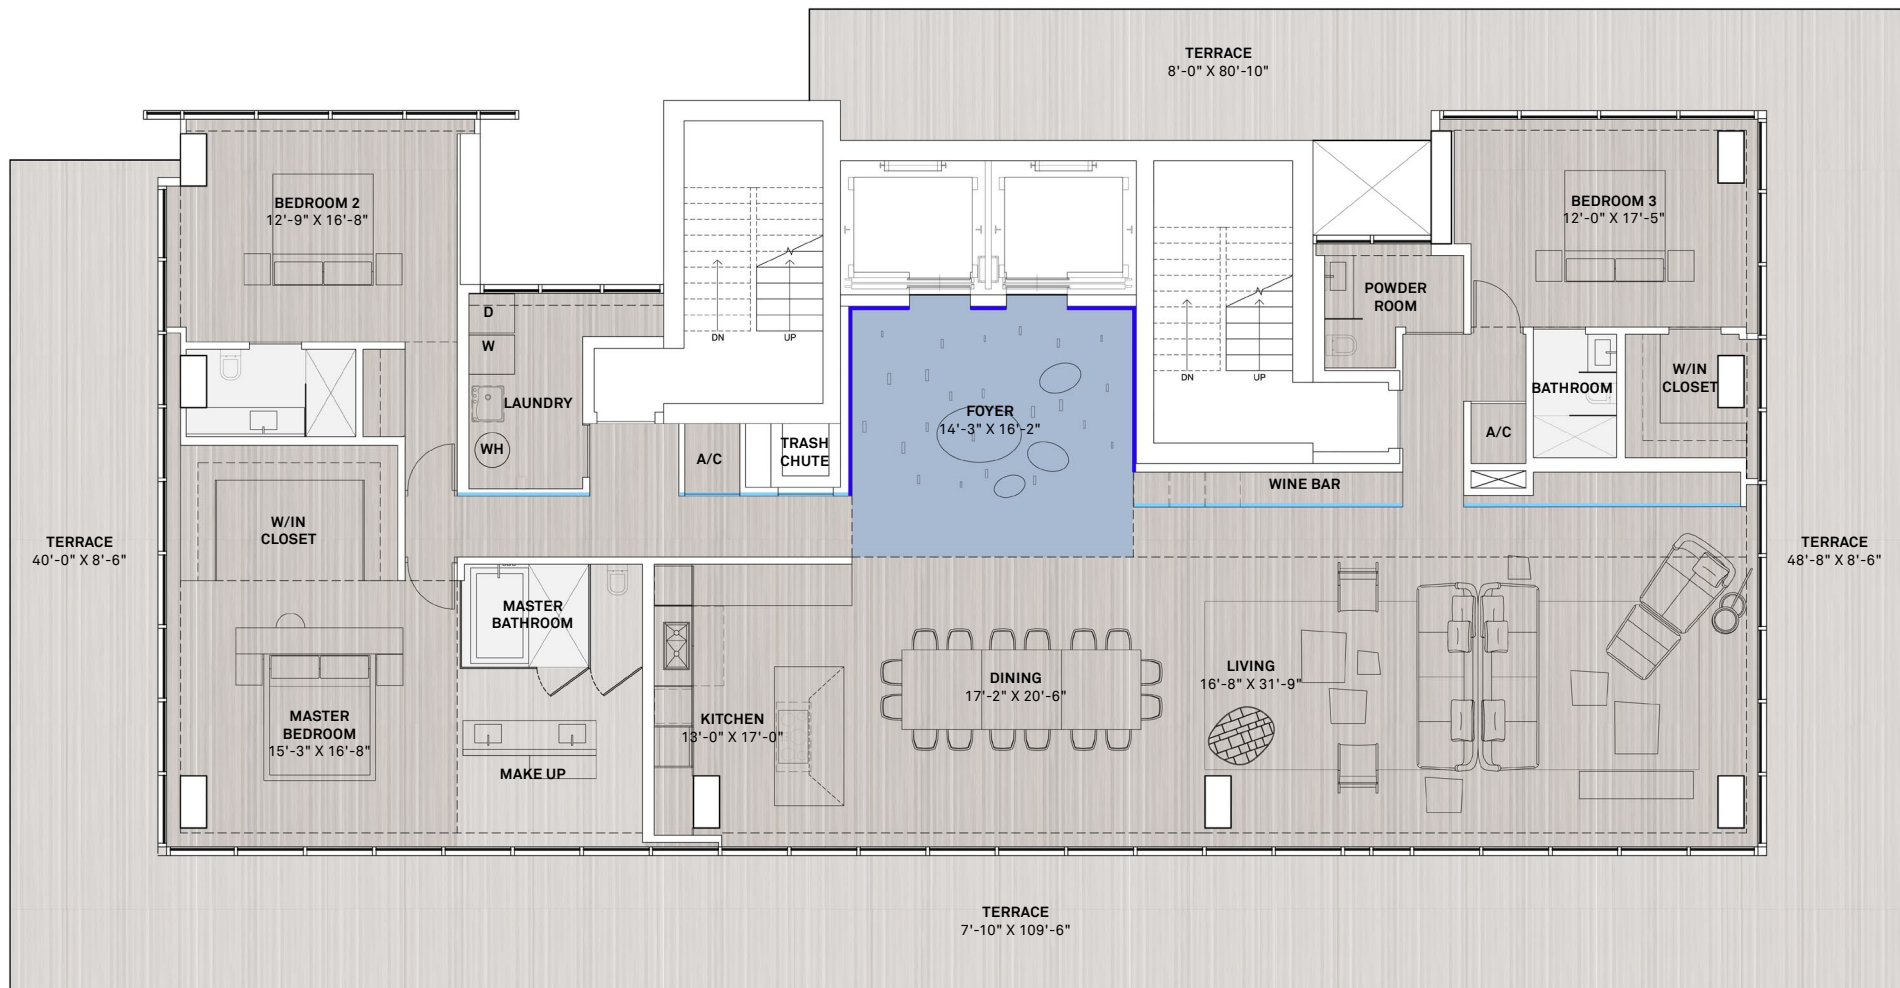 TERRACE
8'-0" X 80'-10"
BEDROOM 2
12'-9" X 16'-8"
BEDROOM 3
12'-0" X 17'-5"
POWDER
ROOM
D
W
DN
UP
DN
UP
LAUNDRY
WH
A/C
TRASH
CHUTE
FOYER
14'-3" X 16'-2"
WINE BAR
A/C
BATHROOM
W/IN
CLOSET
W/IN
CLOSET
TERRACE
40'-0" X 8'-6"
TERRACE
48'-8" X 8'-6"
MASTER
BATHROOM
MASTER
BEDROOM
15'-3" X 16'-8"
MAKE UP
KITCHEN
13'-0" X 17'-0"
DINING
17'-2" X 20'-6"
LIVING
16'-8" X 31'-9"
TERRACE
7'-10" X 109'-6"